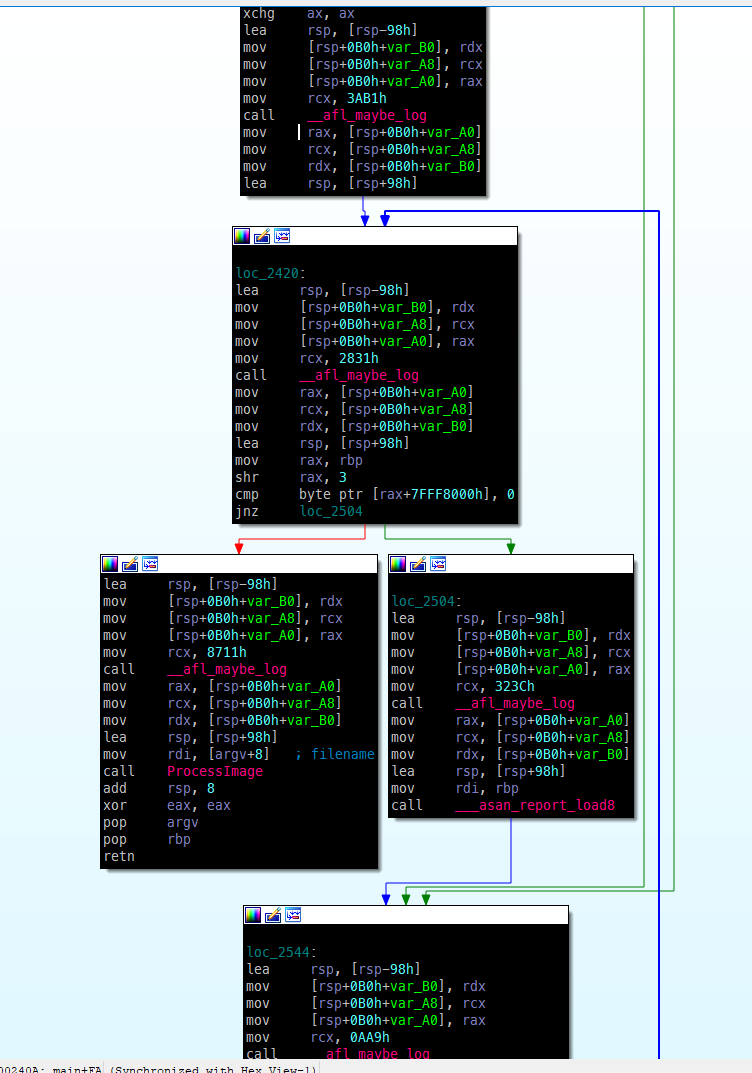 xchg ax, ax
lea rsp, [rsp-98h]
mov [rsp+0B0h+var_B0], rdx
mov [rsp+0B0h+var_A8], rcx
mov [rsp+0B0h+var_A0], rax
mov rcx, 3AB1h
call __afl_maybe_log
mov rax, [rsp+0B0h+var_A0]
mov rcx, [rsp+0B0h+var_A8]
mov rdx, [rsp+0B0h+var_B0]
lea rsp, [rsp+98h]
loc_2420:
lea rsp, [rsp-98h]
mov [rsp+0B0h+var_B0], rdx
mov [rsp+0B0h+var_A8], rcx
mov [rsp+0B0h+var_A0], rax
mov rcx, 2831h
call __afl_maybe_log
mov rax, [rsp+0B0h+var_A0]
mov rcx, [rsp+0B0h+var_A8]
mov rdx, [rsp+0B0h+var_B0]
lea rsp, [rsp+98h]
mov rax, rbp
shr rax, 3
cmp byte ptr [rax+7FFF8000h], 0
jnz loc_2504
lea rsp, [rsp-98h]
mov [rsp+0B0h+var_B0], rdx
mov [rsp+0B0h+var_A8], rcx
mov [rsp+0B0h+var_A0], rax
mov rcx, 8711h
call __afl_maybe_log
mov rax, [rsp+0B0h+var_A0]
mov rcx, [rsp+0B0h+var_A8]
mov rdx, [rsp+0B0h+var_B0]
lea rsp, [rsp+98h]
mov rdi, [argv+8] ; filename
call ProcessImage
add rsp, 8
xor eax, eax
pop argv
pop rbp
retn
loc_2504:
lea rsp, [rsp-98h]
mov [rsp+0B0h+var_B0], rdx
mov [rsp+0B0h+var_A8], rcx
mov [rsp+0B0h+var_A0], rax
mov rcx, 323Ch
call __afl_maybe_log
mov rax, [rsp+0B0h+var_A0]
mov rcx, [rsp+0B0h+var_A8]
mov rdx, [rsp+0B0h+var_B0]
lea rsp, [rsp+98h]
mov rdi, rbp
call ___asan_report_load8
loc_2544:
lea rsp, [rsp-98h]
mov [rsp+0B0h+var_B0], rdx
mov [rsp+0B0h+var_A8], rcx
mov [rsp+0B0h+var_A0], rax
mov rcx, 0AA9h
call __afl_maybe_log
00240A: main+FA (Synchronized with Hex View-1)